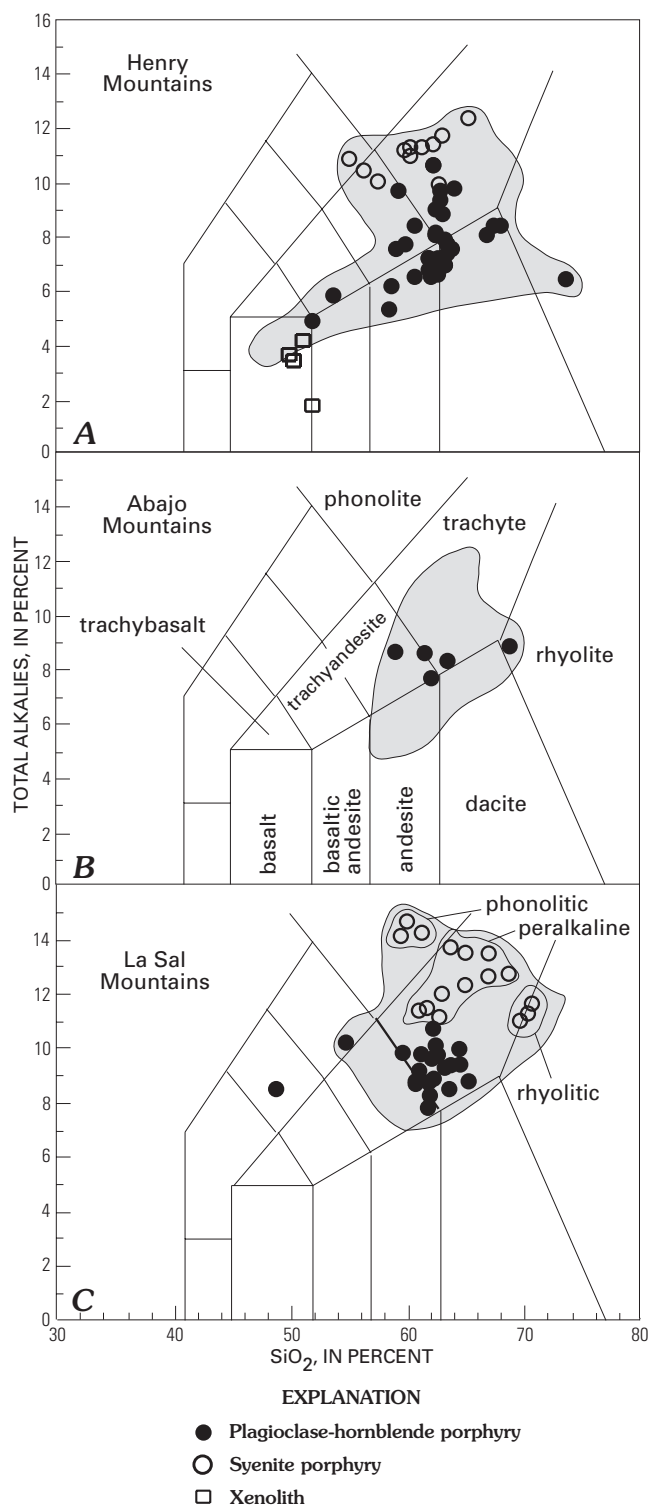 16
14
12
10
8
6
4
2
0
Henry
Mountains
A
TOTAL ALKALIES, IN PERCENT
14
12
10
8
6
4
2
0
Abajo
Mountains
phonolite
trachyte
trachybasalt
trachyandesite
rhyolite
basalt
basaltic
andesite
andesite
dacite
B
14
12
10
8
6
4
2
0
La Sal
Mountains
phonolitic
peralkaline
rhyolitic
C
30 40 50 60 70 80
SiO2, IN PERCENT
EXPLANATION
Plagioclase-hornblende porphyry
Syenite porphyry
Xenolith